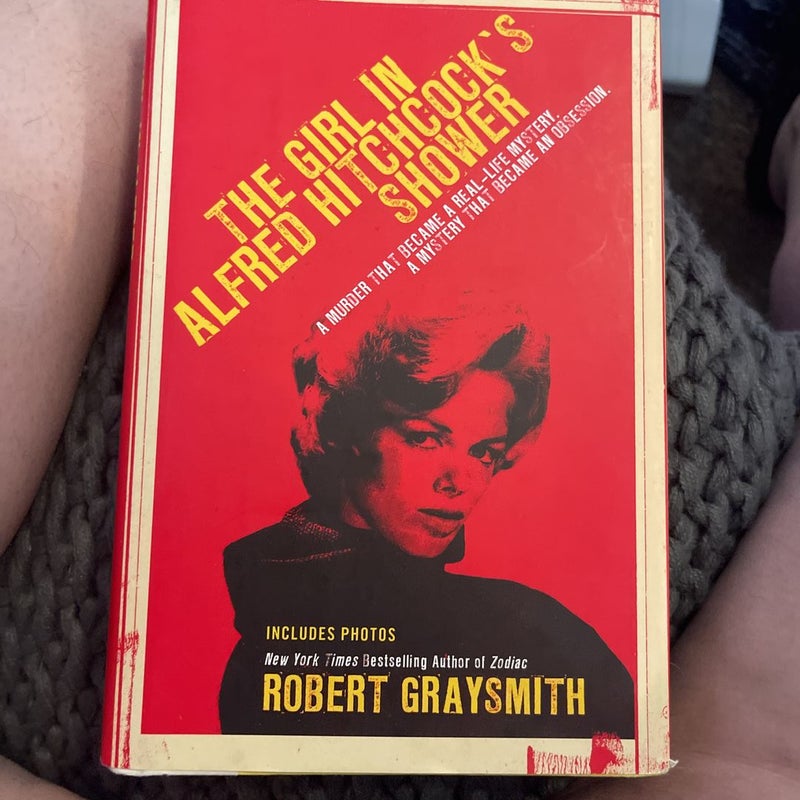 THE GIRL IN
ALFRED HITCHCOCK`S
SHOWER
A MURDER THAT BECAME A REAL-LIFE MYSTERY.
A MYSTERY THAT BECAME AN OBSESSION.
INCLUDES PHOTOS
New York Times Bestselling Author of Zodiac
ROBERT GRAYSMITH